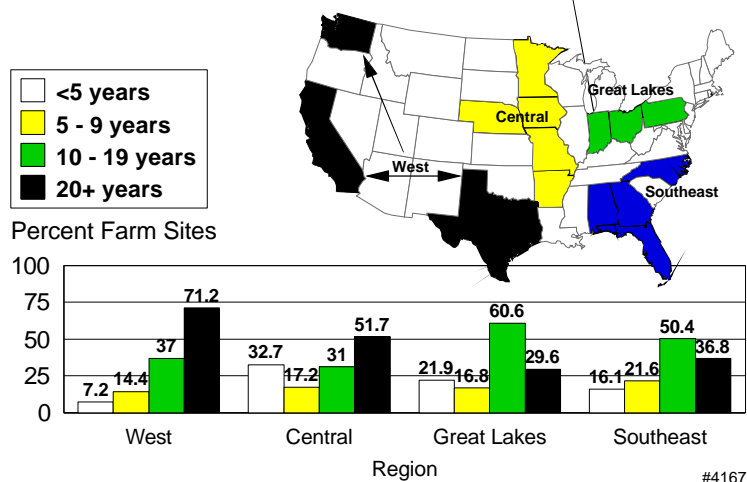 Great Lakes
Central
West
Southeast
<5 years
5 - 9 years
10 - 19 years
20+ years
Percent Farm Sites
100
75
50
25
0
7.2 14.4 37 71.2
32.7 17.2 31 51.7
21.9 16.8 60.6 29.6
16.1 21.6 50.4 36.8
West Central Great Lakes Southeast
Region
#4167